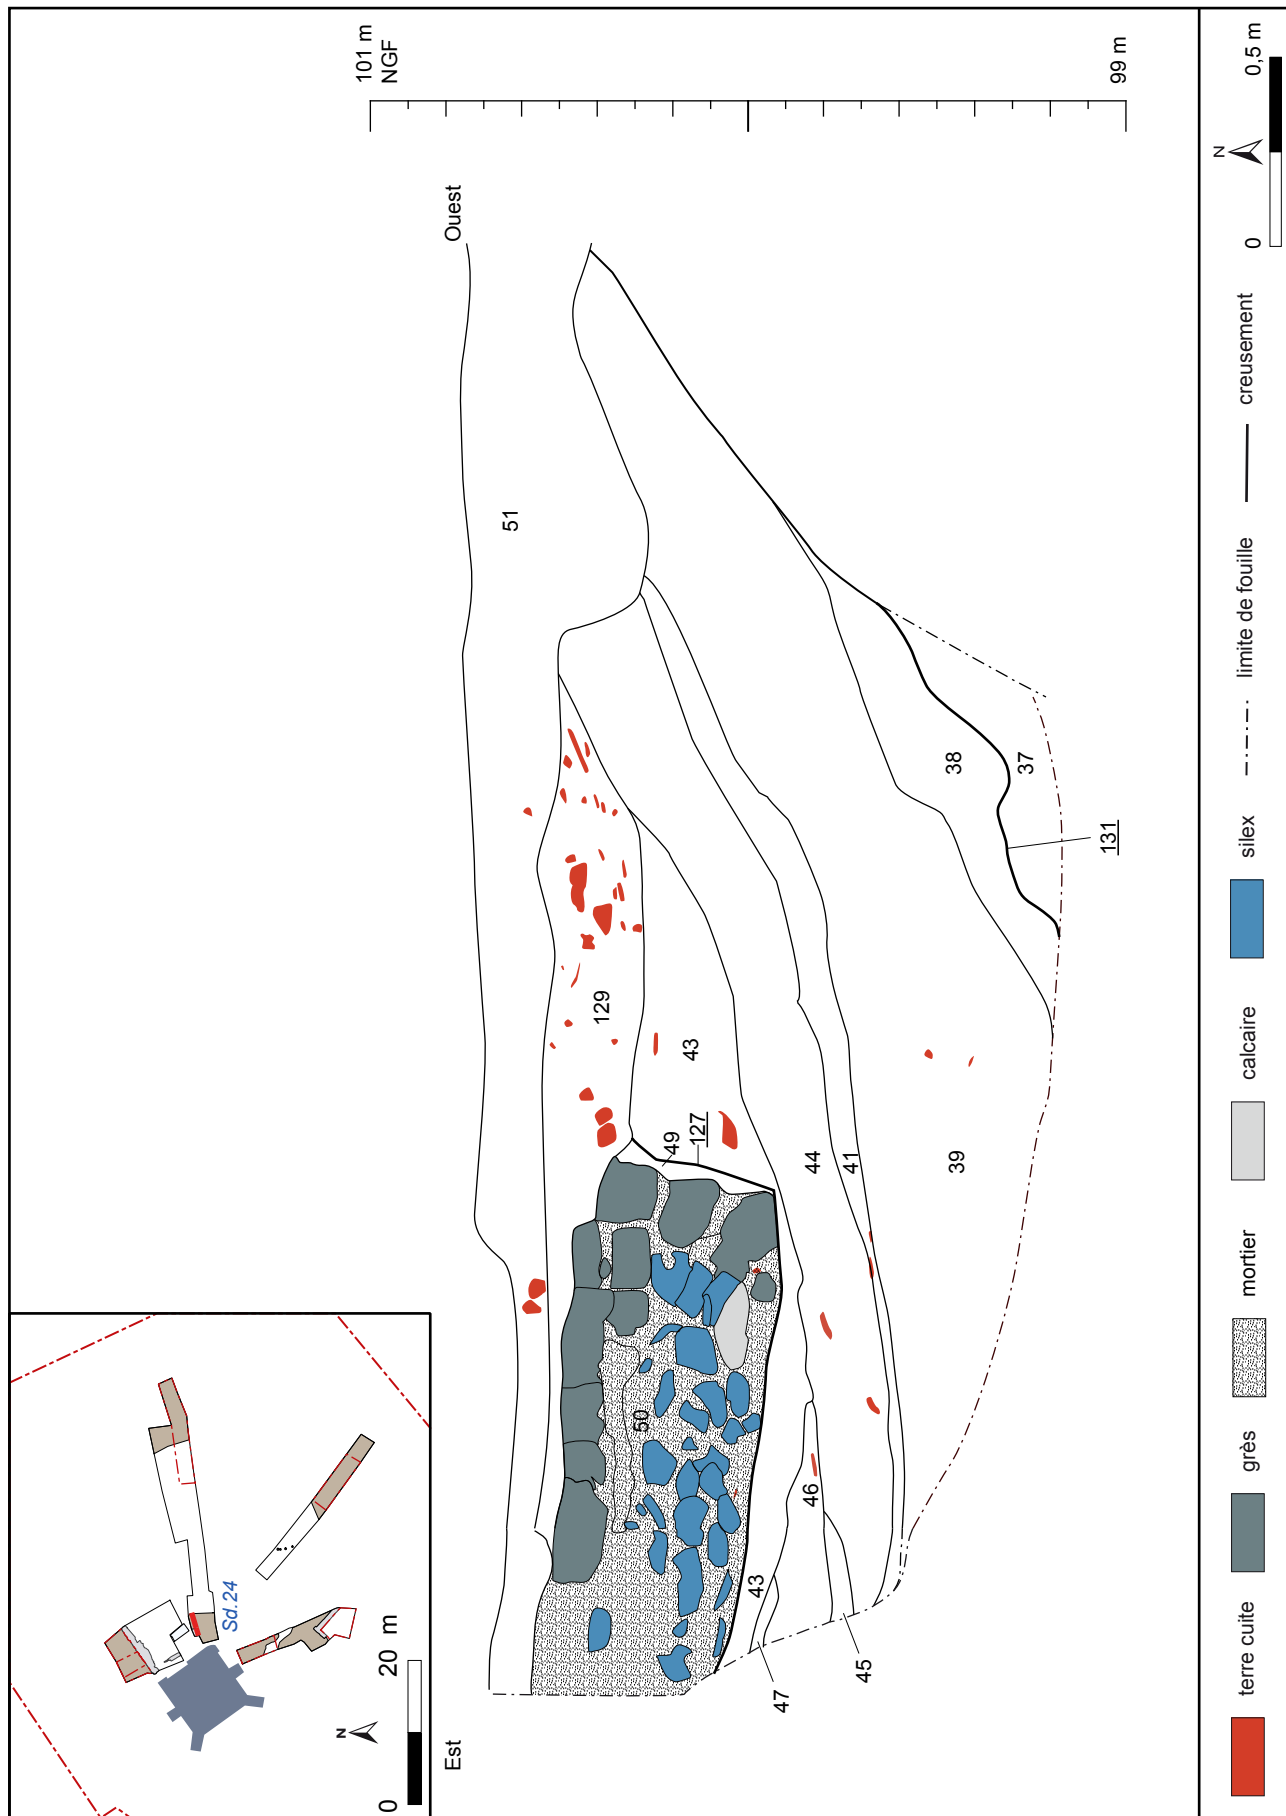 Sd.24
N
0
20 m
Est
Ouest
101 m
NGF
99 m
51
129
43
49
127
50
44
41
39
38
37
131
46
43
47
45
terre cuite
grès
mortier
calcaire
silex
limite de fouille
creusement
N
0
0,5 m